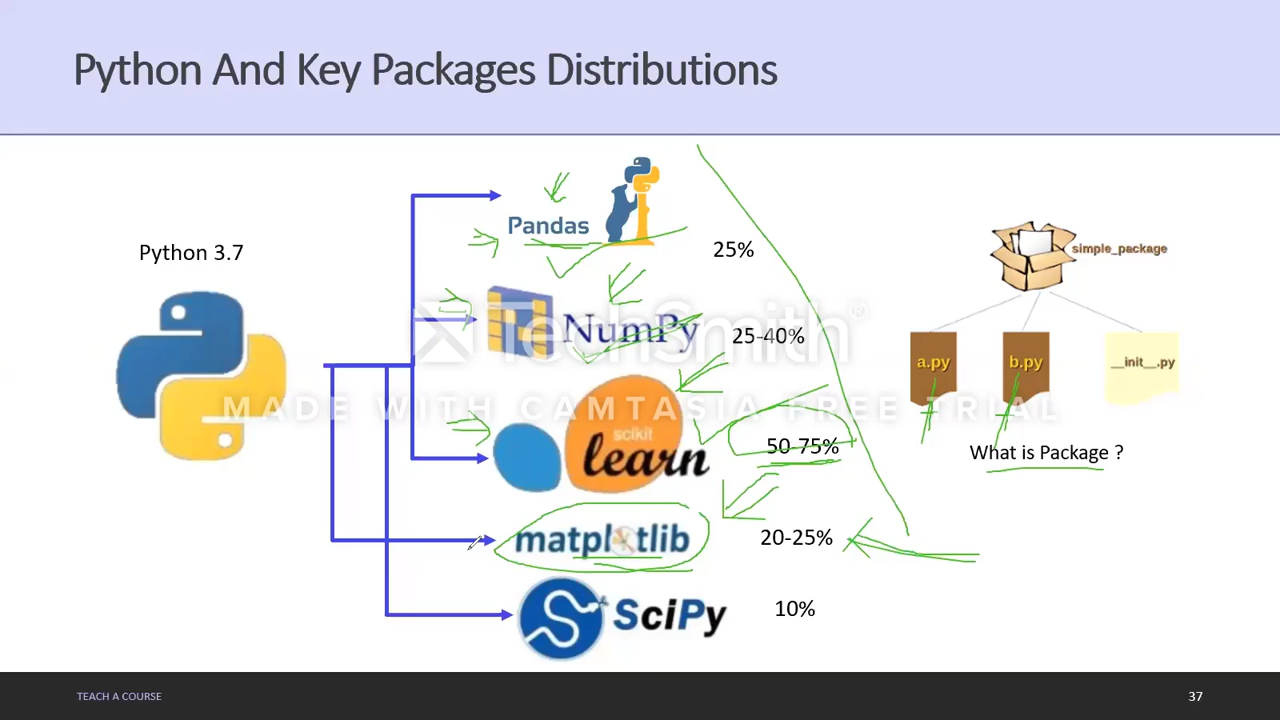 Python And Key Packages Distributions
Python 3.7
Pandas
25%
NumPy
25-40%
scikit
learn
50-75%
matplotlib
20-25%
SciPy
10%
simple_package
a.py
b.py
__init__.py
What is Package ?
TechSmith®
MADE WITH CAMTASIA FREE TRIAL
TEACH A COURSE
37